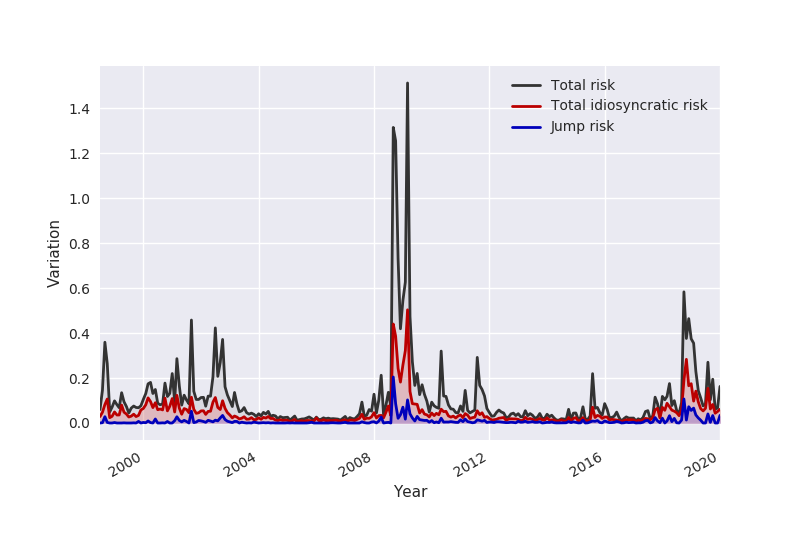 Total risk
Total idiosyncratic risk
Jump risk
1.4
1.2
1.0
0.8
0.6
0.4
0.2
0.0
Variation
2000
2004
2008
2012
2016
2020
Year